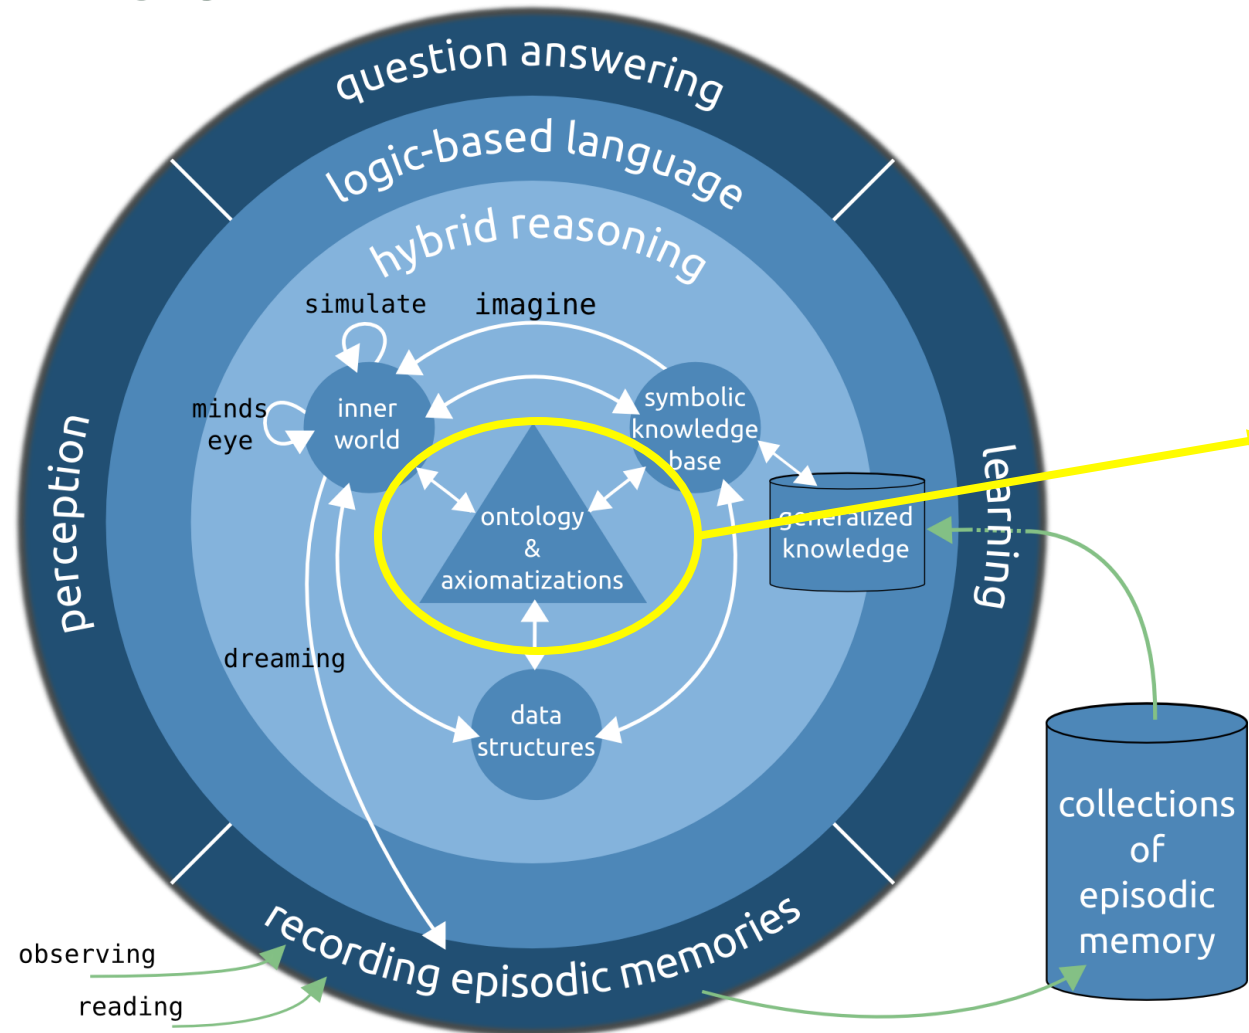 question answering
logic-based language
hybrid reasoning
simulate
imagine
minds
eye
inner
world
symbolic
knowledge
base
perception
learning
ontology
&
axiomatizations
generalized
knowledge
dreaming
data
structures
collections
of
episodic
memory
recording episodic memories
observing
reading